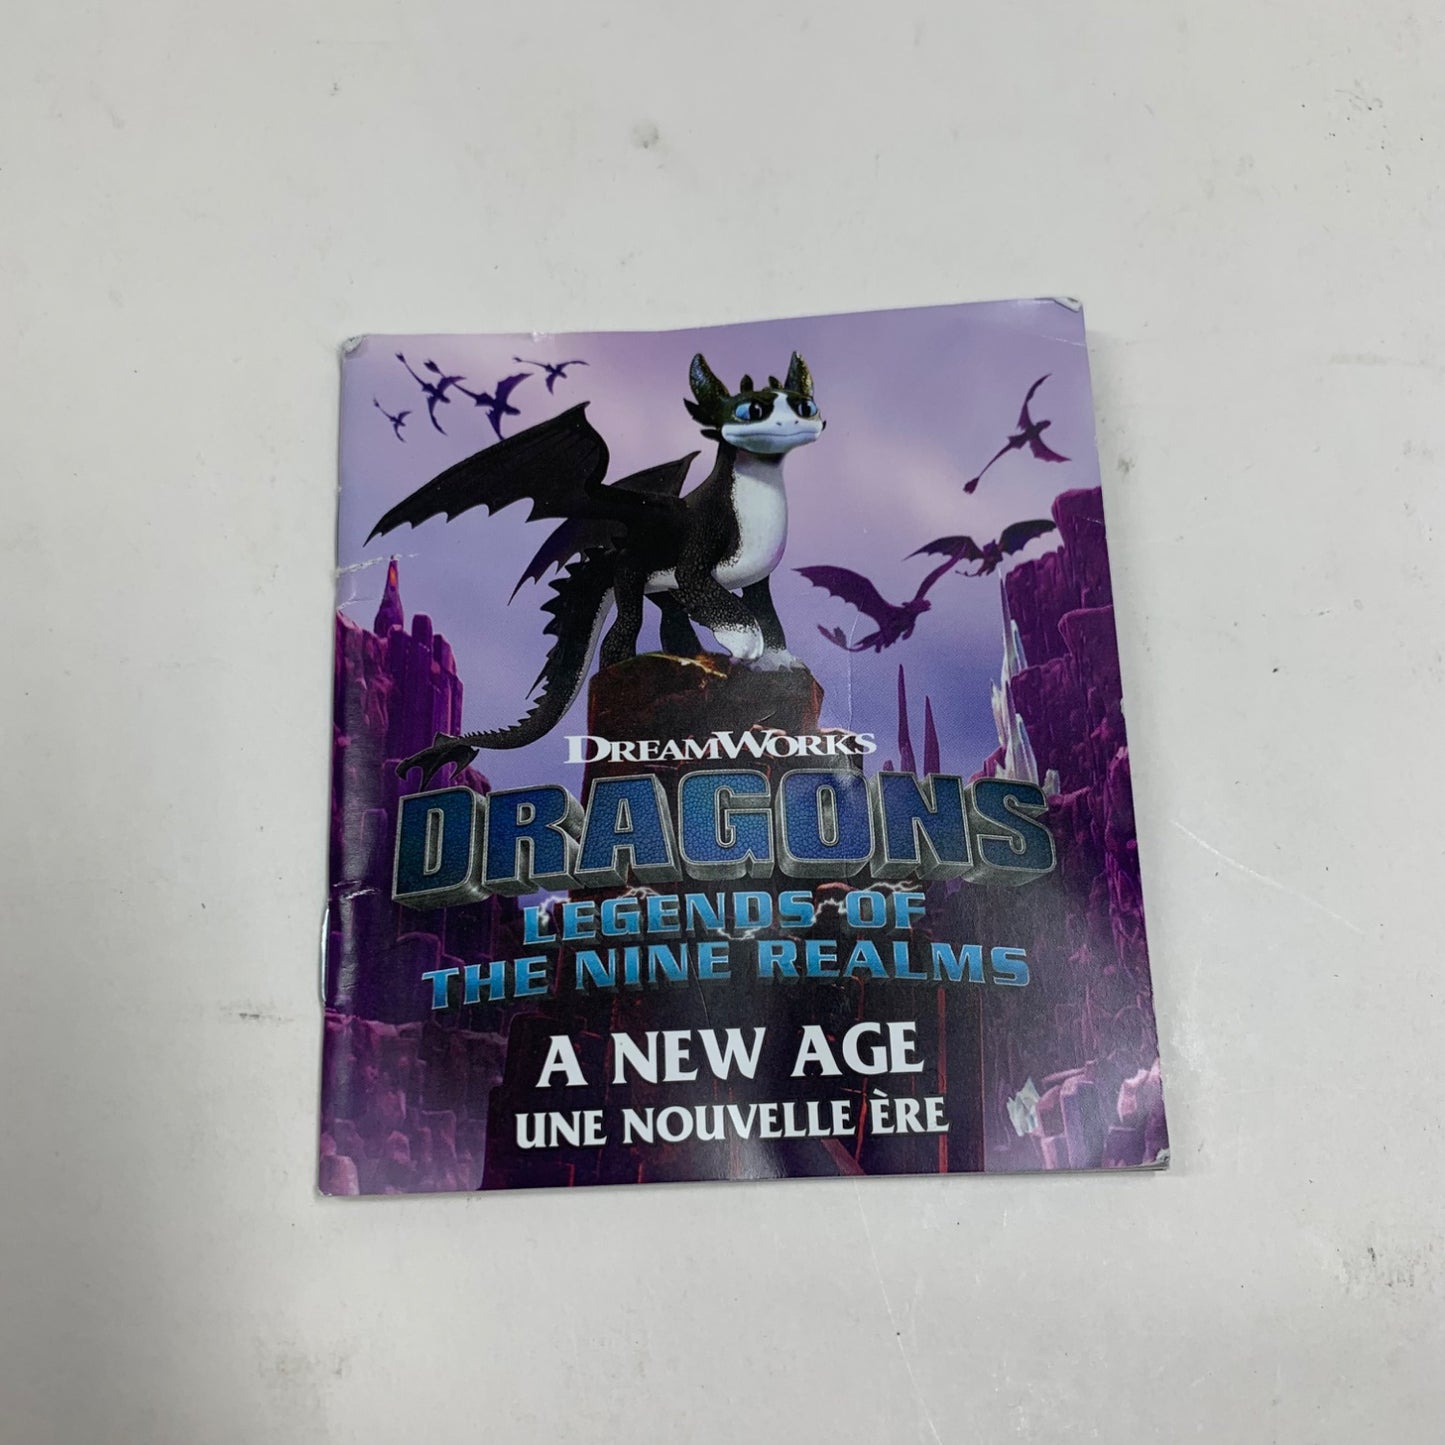 DREAMWORKS
DRAGONS
LEGENDS OF
THE NINE REALMS
A NEW AGE
UNE NOUVELLE ÈRE